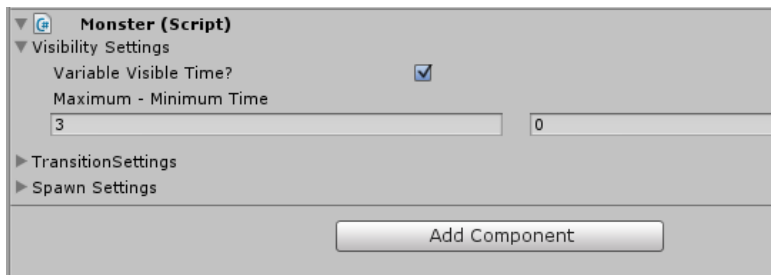 Monster (Script)
Visibility Settings
Variable Visible Time?
Maximum - Minimum Time
3 0
TransitionSettings
Spawn Settings
Add Component